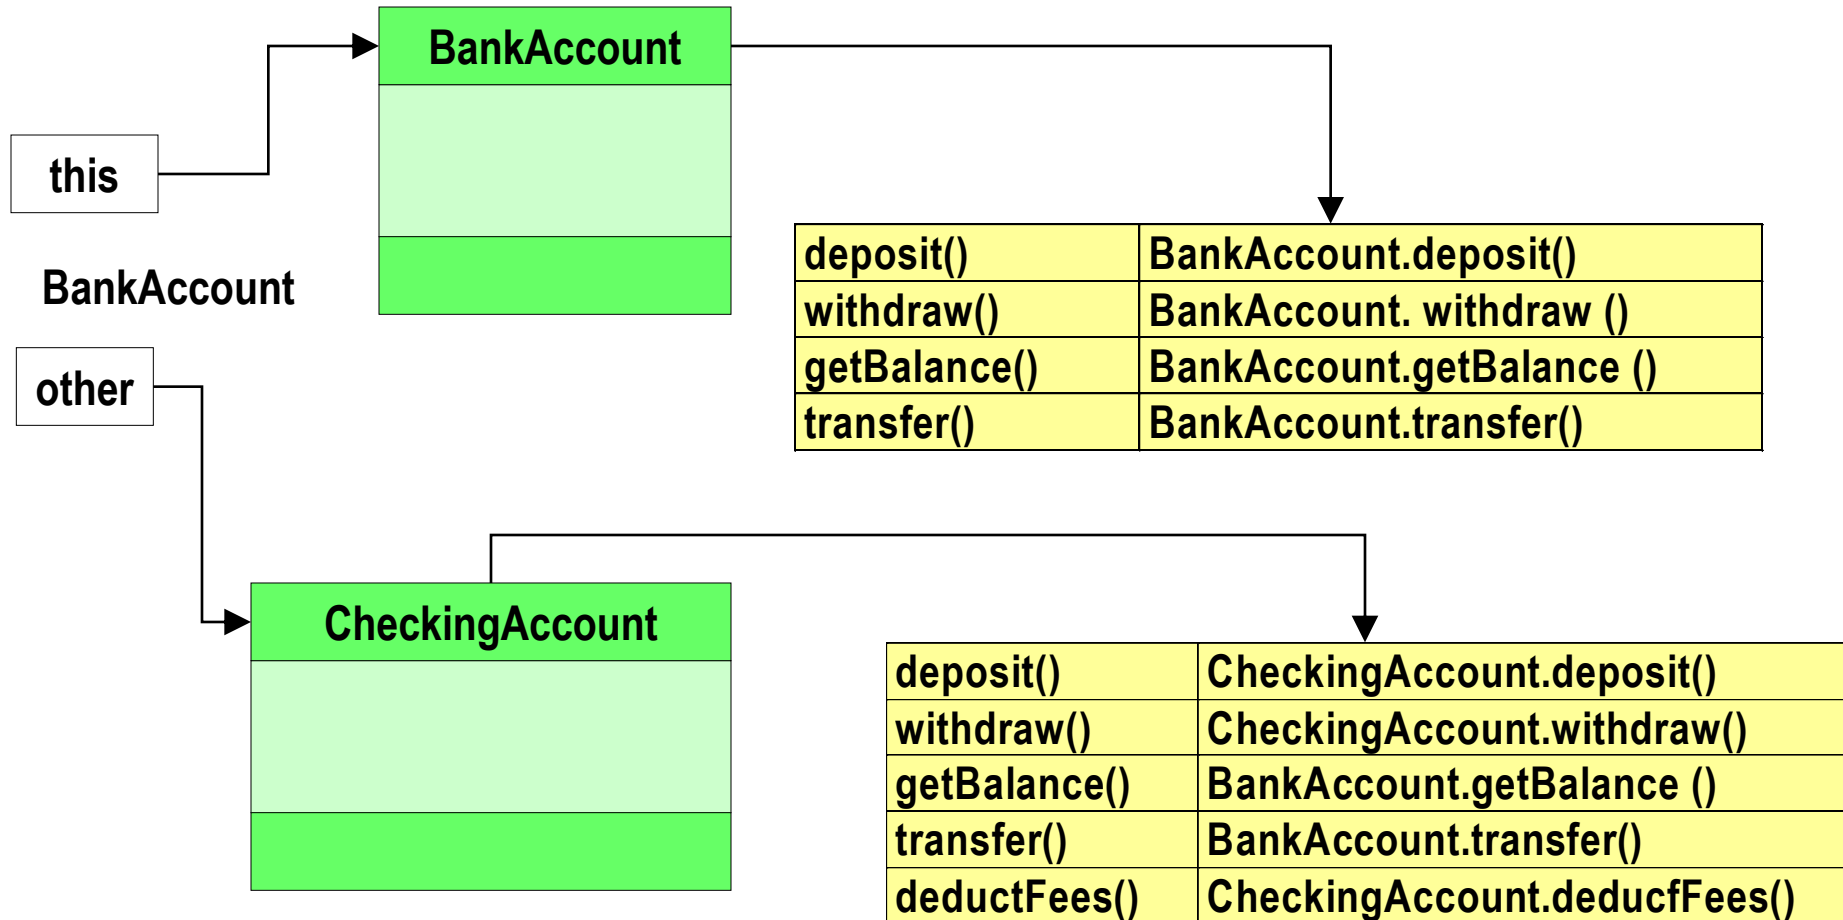 BankAccount
this
BankAccount
other
deposit() BankAccount.deposit()
withdraw() BankAccount. withdraw ()
getBalance() BankAccount.getBalance ()
transfer() BankAccount.transfer()
CheckingAccount
deposit() CheckingAccount.deposit()
withdraw() CheckingAccount.withdraw()
getBalance() BankAccount.getBalance ()
transfer() BankAccount.transfer()
deductFees() CheckingAccount.deducfFees()